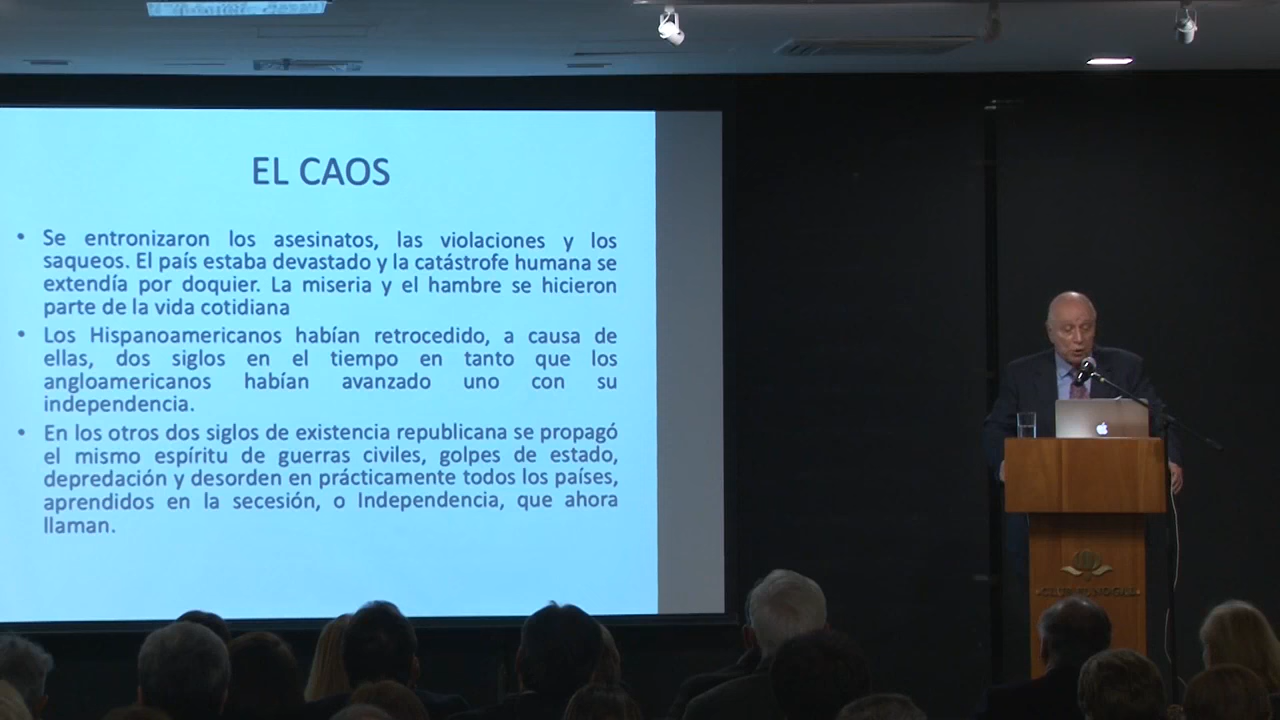 EL CAOS
• Se entronizaron los asesinatos, las violaciones y los
saqueos. El país estaba devastado y la catástrofe humana se
extendía por doquier. La miseria y el hambre se hicieron
parte de la vida cotidiana
• Los Hispanoamericanos habían retrocedido, a causa de
ellas, dos siglos en el tiempo en tanto que los
angloamericanos habían avanzado uno con su
independencia.
• En los otros dos siglos de existencia republicana se propagó
el mismo espíritu de guerras civiles, golpes de estado,
depredación y desorden en prácticamente todos los países,
aprendidos en la secesión, o Independencia, que ahora
llaman.
CLUB EL NOGAL